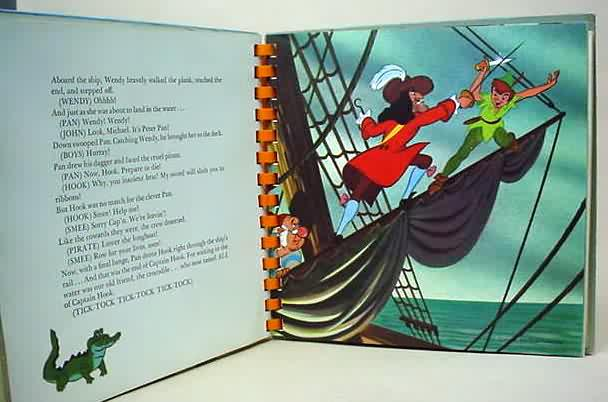 Aboard the ship, Wendy bravely walked the plank, reached the
end, and stepped off.
(WENDY) Ohhhh!
And just as she was about to land in the water . . .
(PAN) Wendy! Wendy!
(JOHN) Look, Michael. It's Peter Pan!
Down swooped Pan. Catching Wendy, he brought her to the deck.
(BOYS) Hurray!
Pan drew his dagger and faced the cruel pirate.
(PAN) Now, Hook. Prepare to die!
(HOOK) Why, you insolent brat! My sword will slash you to
ribbons!
But Hook was no match for the clever Pan.
(HOOK) Smee! Help me!
(SMEE) Sorry Cap'n. We're leavin'!
Like the cowards they were, the crew deserted.
(PIRATE) Lower the longboat!
(SMEE) Row for your lives, men!
Now, with a final lunge, Pan drove Hook right through the ship's
rail . . . And that was the end of Captain Hook. For waiting in the
water was our old friend, the crocodile . . . who now tasted ALL
of Captain Hook.
(TICK-TOCK TICK-TOCK TICK-TOCK)